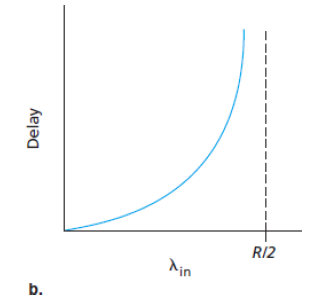 Delay
R/2
λin
b.